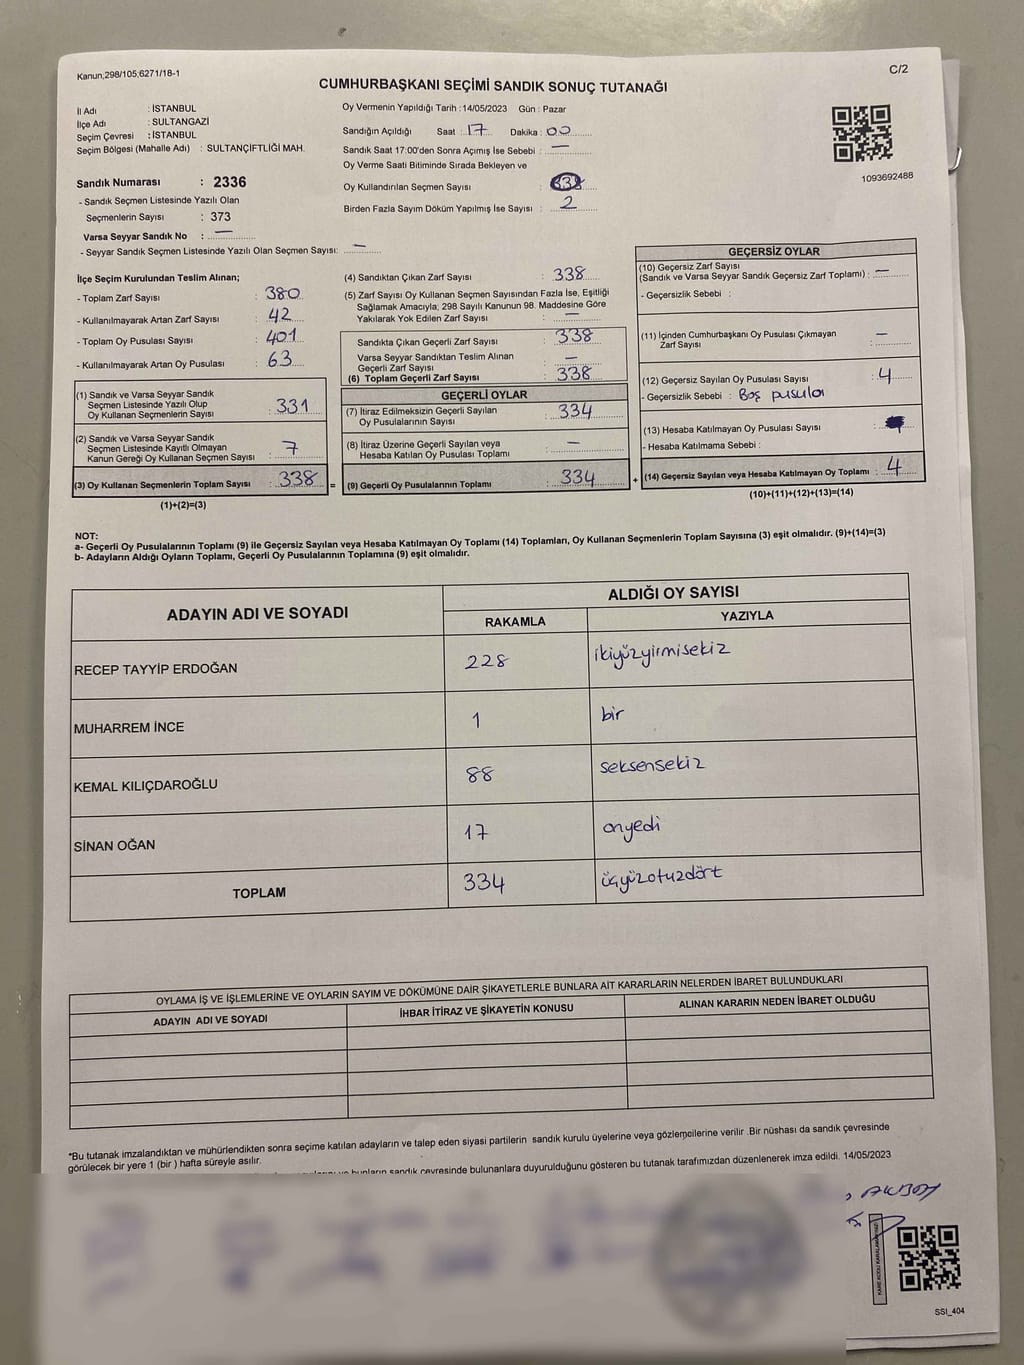 Kanun,298/105,6271/18-1
C/2
CUMHURBAŞKANI SEÇİMİ SANDIK SONUÇ TUTANAĞI
İl Adı : İSTANBUL
İlçe Adı : SULTANGAZİ
Seçim Çevresi : İSTANBUL
Seçim Bölgesi (Mahalle Adı) : SULTANÇİFTLİĞİ MAH.
Sandık Numarası : 2336
- Sandık Seçmen Listesinde Yazılı Olan
Seçmenlerin Sayısı : 373
Varsa Seyyar Sandık No : —
- Seyyar Sandık Seçmen Listesinde Yazılı Olan Seçmen Sayısı: —
Oy Vermenin Yapıldığı Tarih : 14/05/2023 Gün : Pazar
Sandığın Açıldığı Saat : 17 Dakika : 00
Sandık Saat 17:00'den Sonra Açımış İse Sebebi : —
Oy Verme Saati Bitiminde Sırada Bekleyen ve
Oy Kullandırılan Seçmen Sayısı :
Birden Fazla Sayım Döküm Yapılmış İse Sayısı : 2
1093692488
İlçe Seçim Kurulundan Teslim Alınan;
- Toplam Zarf Sayısı : 380
- Kullanılmayarak Artan Zarf Sayısı : 42
- Toplam Oy Pusulası Sayısı : 401
- Kullanılmayarak Artan Oy Pusulası : 63
(1) Sandık ve Varsa Seyyar Sandık
Seçmen Listesinde Yazılı Olup
Oy Kullanan Seçmenlerin Sayısı : 331
(2) Sandık ve Varsa Seyyar Sandık
Seçmen Listesinde Kayıtlı Olmayan
Kanun Gereği Oy Kullanan Seçmen Sayısı : 7
(3) Oy Kullanan Seçmenlerin Toplam Sayısı : 338 =
(1)+(2)=(3)
(4) Sandıktan Çıkan Zarf Sayısı : 338
(5) Zarf Sayısı Oy Kullanan Seçmen Sayısından Fazla İse, Eşitliği
Sağlamak Amacıyla; 298 Sayılı Kanunun 98. Maddesine Göre
Yakılarak Yok Edilen Zarf Sayısı : —
Sandıkta Çıkan Geçerli Zarf Sayısı : 338
Varsa Seyyar Sandıktan Teslim Alınan
Geçerli Zarf Sayısı : —
(6) Toplam Geçerli Zarf Sayısı : 338
GEÇERLİ OYLAR
(7) İtiraz Edilmeksizin Geçerli Sayılan
Oy Pusulalarının Sayısı : 334
(8) İtiraz Üzerine Geçerli Sayılan veya
Hesaba Katılan Oy Pusulası Toplamı : —
(9) Geçerli Oy Pusulalarının Toplamı : 334 +
GEÇERSİZ OYLAR
(10) Geçersiz Zarf Sayısı
(Sandık ve Varsa Seyyar Sandık Geçersiz Zarf Toplamı) : —
- Geçersizlik Sebebi :
(11) İçinden Cumhurbaşkanı Oy Pusulası Çıkmayan
Zarf Sayısı : —
(12) Geçersiz Sayılan Oy Pusulası Sayısı : 4
- Geçersizlik Sebebi : Boş pusula
(13) Hesaba Katılmayan Oy Pusulası Sayısı :
- Hesaba Katılmama Sebebi :
(14) Geçersiz Sayılan veya Hesaba Katılmayan Oy Toplamı : 4
(10)+(11)+(12)+(13)=(14)
NOT:
a- Geçerli Oy Pusulalarının Toplamı (9) ile Geçersiz Sayılan veya Hesaba Katılmayan Oy Toplamı (14) Toplamları, Oy Kullanan Seçmenlerin Toplam Sayısına (3) eşit olmalıdır. (9)+(14)=(3)
b- Adayların Aldığı Oyların Toplamı, Geçerli Oy Pusulalarının Toplamına (9) eşit olmalıdır.
ADAYIN ADI VE SOYADI
ALDIĞI OY SAYISI
RAKAMLA YAZIYLA
RECEP TAYYİP ERDOĞAN 228 ikiyüzyirmisekiz
MUHARREM İNCE 1 bir
KEMAL KILIÇDAROĞLU 88 seksensekiz
SİNAN OĞAN 17 onyedi
TOPLAM 334 üçyüzotuzdört
OYLAMA İŞ VE İŞLEMLERİNE VE OYLARIN SAYIM VE DÖKÜMÜNE DAİR ŞİKAYETLERLE BUNLARA AİT KARARLARIN NELERDEN İBARET BULUNDUKLARI
ADAYIN ADI VE SOYADI İHBAR İTİRAZ VE ŞİKAYETİN KONUSU ALINAN KARARIN NEDEN İBARET OLDUĞU
*Bu tutanak imzalandıktan ve mühürlendikten sonra seçime katılan adayların ve talep eden siyasi partilerin sandık kurulu üyelerine veya gözlemcilerine verilir .Bir nüshası da sandık çevresinde
görülecek bir yere 1 (bir ) hafta süreyle asılır.
bunların sandık çevresinde bulunanlara duyurulduğunu gösteren bu tutanak tarafımızdan düzenlenerek imza edildi. 14/05/2023
SSI_404